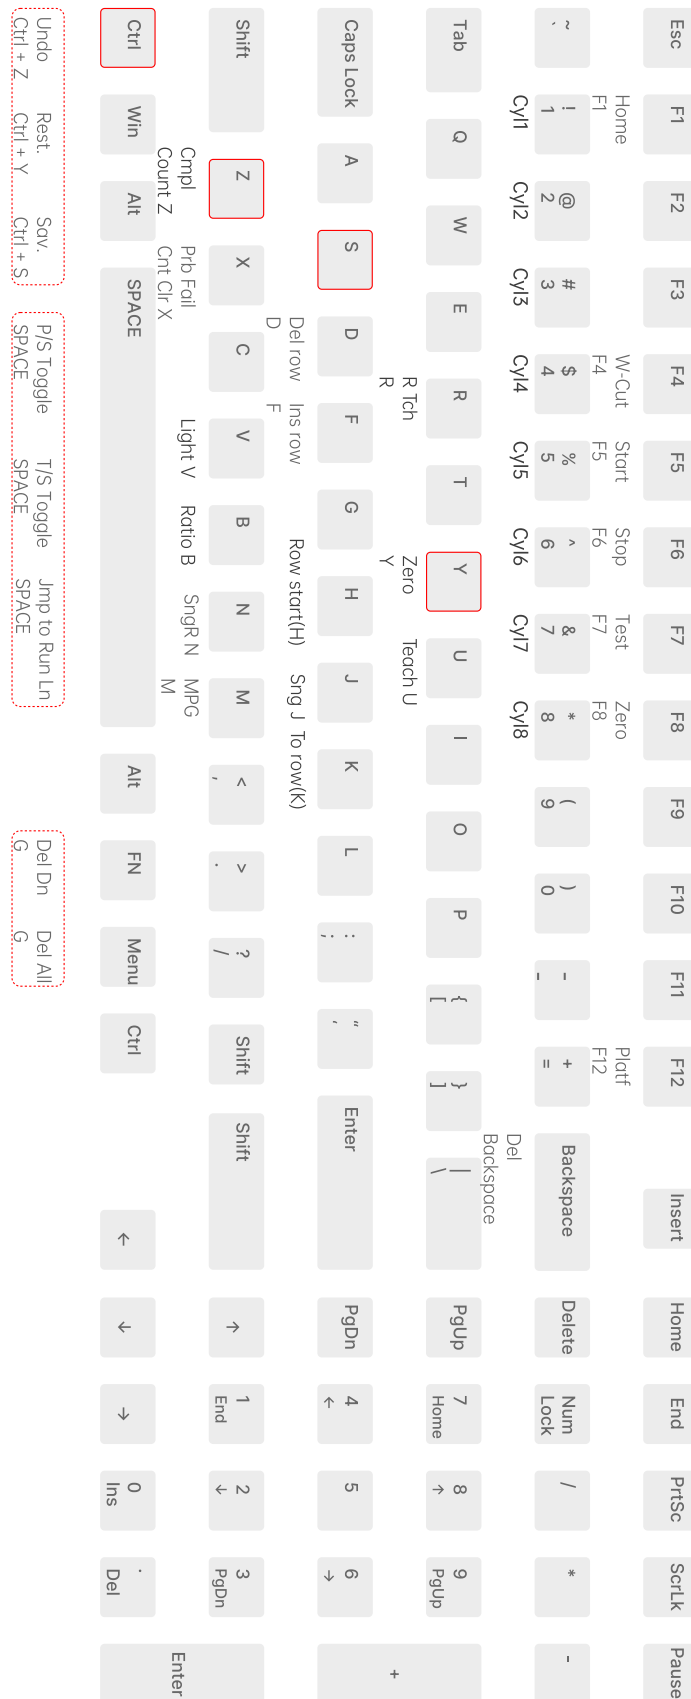 Esc
F1
F2
F3
F4
F5
F6
F7
F8
F9
F10
F11
F12
Insert
Home
End
PrtSc
ScrLk
Pause
Home
F1
W-Cut
F4
Start
F5
Stop
F6
Test
F7
Zero
F8
Platf
F12
~
`
!
1
@
2
#
3
$
4
%
5
^
6
&
7
*
8
(
9
)
0
-
-
+
=
Backspace
Delete
Num
Lock
/
*
-
Cyl1
Cyl2
Cyl3
Cyl4
Cyl5
Cyl6
Cyl7
Cyl8
Del
Backspace
Tab
Q
W
E
R
T
Y
U
I
O
P
{
[
}
]
|
\
PgUp
7
Home
8
↑
9
PgUp
+
R Tch
R
Zero
Y
Teach U
Caps Lock
A
S
D
F
G
H
J
K
L
:
;
“
‘
Enter
PgDn
4
←
5
6
→
Del row
D
Ins row
F
Row start(H)
Sng J
To row(K)
Shift
Z
X
C
V
B
N
M
<
,
>
.
?
/
Shift
Shift
↑
1
End
2
↓
3
PgDn
Enter
Cmpl
Count Z
Prb Fail
Cnt Clr X
Light V
Ratio B
SngR N
MPG
M
Ctrl
Win
Alt
SPACE
Alt
FN
Menu
Ctrl
←
↓
→
0
Ins
.
Del
Undo
Ctrl + Z
Rest.
Ctrl + Y
Sav.
Ctrl + S
P/S Toggle
SPACE
T/S Toggle
SPACE
Jmp to Run Ln
SPACE
Del Dn
G
Del All
G